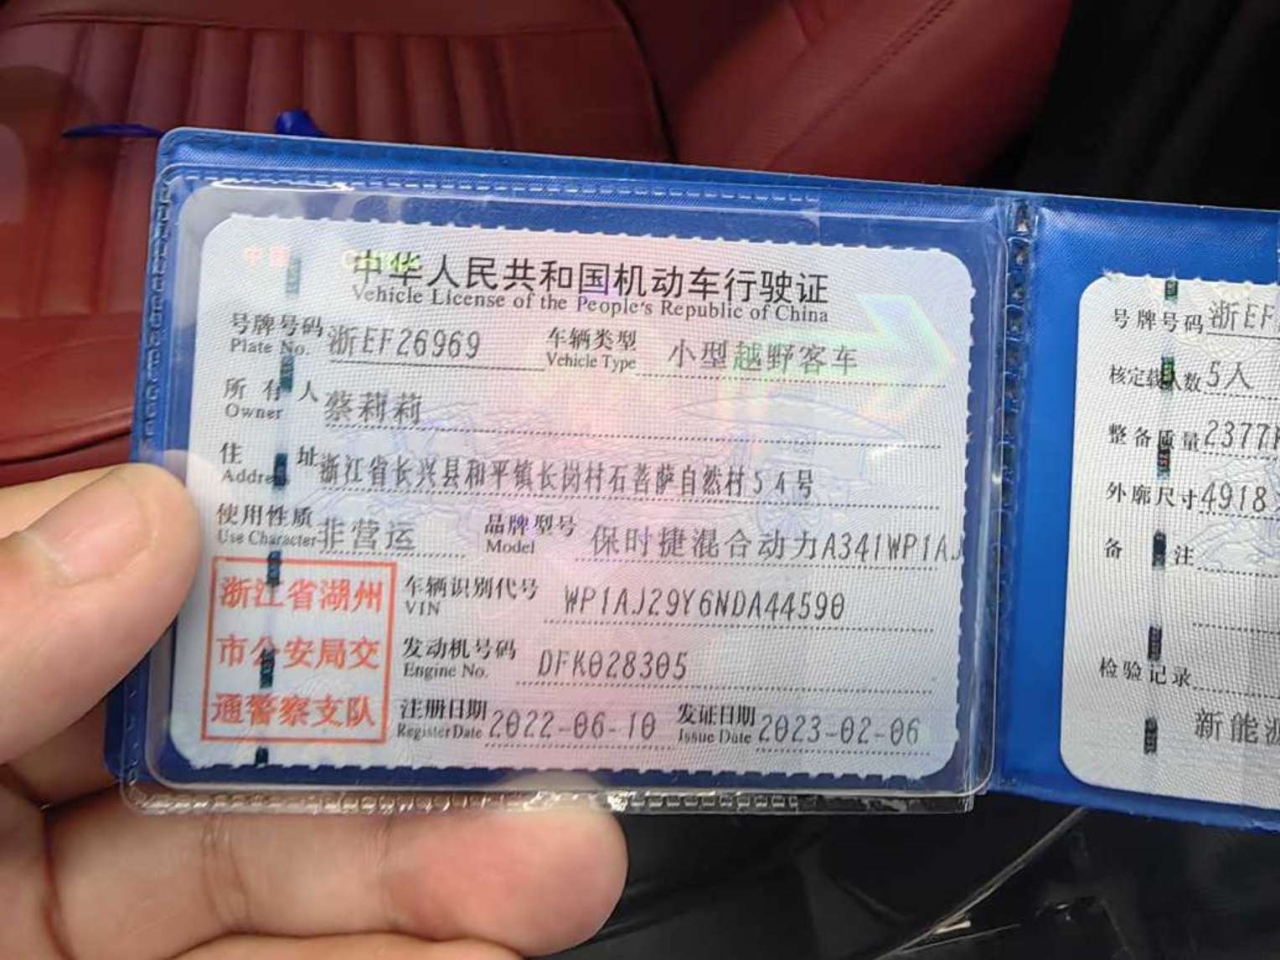 中华人民共和国机动车行驶证
Vehicle License of the People's Republic of China
号牌号码 浙EF26969 车辆类型 小型越野客车
Plate No. Vehicle Type
所有人 蔡莉莉
Owner
住址 浙江省长兴县和平镇长岗村石菩萨自然村54号
Address
使用性质 非营运 品牌型号 保时捷混合动力A341WP1AJ
Use Character Model
浙江省湖州
市公安局交
通警察支队
车辆识别代号 WP1AJ29Y6NDA44590
VIN
发动机号码 DFK028305
Engine No.
注册日期 2022-06-10 发证日期 2023-02-06
Register Date Issue Date
号牌号码 浙EF
核定载人数 5人
整备质量 2377
外廓尺寸 4918
备注
检验记录
新能源